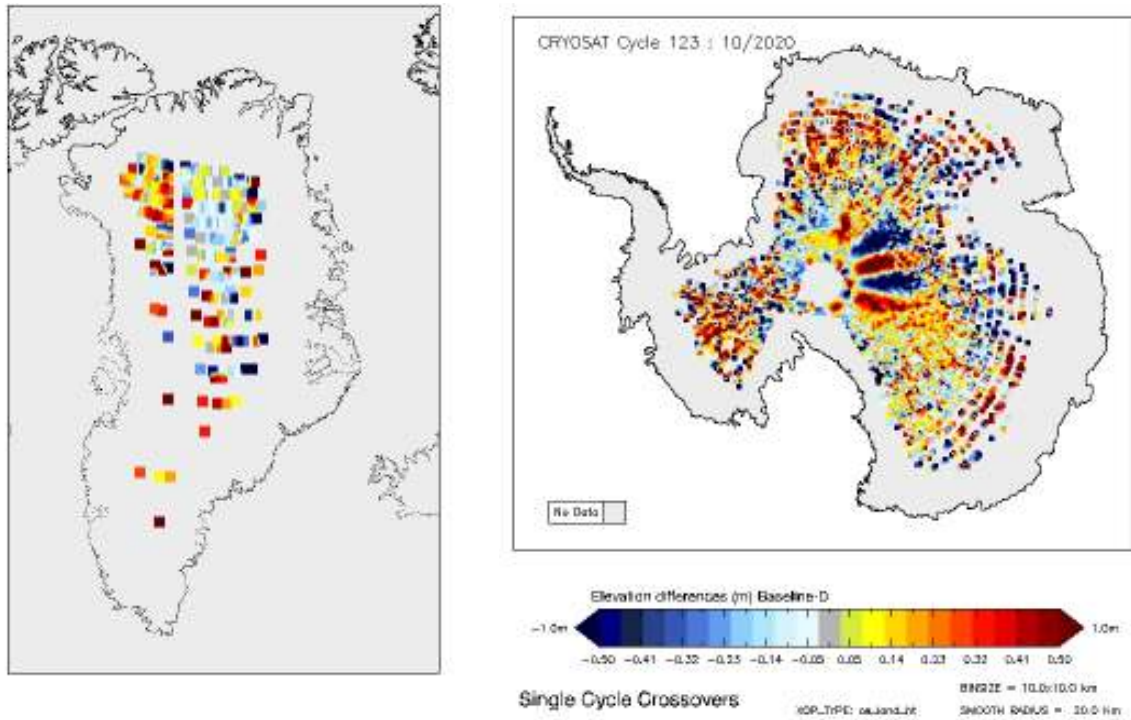 CRYOSAT Cycle 123 : 10/2020
No Data
Elevation differences (m) Baseline-D
-1.0m
1.0m
-0.50 -0.41 -0.32 -0.23 -0.14 -0.05 0.05 0.14 0.23 0.32 0.41 0.50
Single Cycle Crossovers
BINSIZE = 10.0x10.0 km
XOP_TYPE:
SMOOTH RADIUS = 20.0 Km